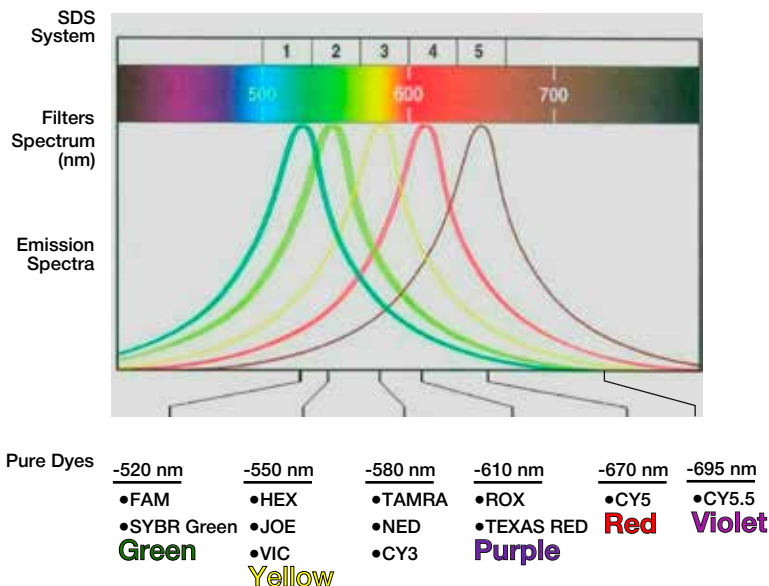 SDS
System
1 2 3 4 5
500 600 700
Filters
Spectrum
(nm)
Emission
Spectra
Pure Dyes
-520 nm
•FAM
•SYBR Green
Green
-550 nm
•HEX
•JOE
•VIC
Yellow
-580 nm
•TAMRA
•NED
•CY3
-610 nm
•ROX
•TEXAS RED
Purple
-670 nm
•CY5
Red
-695 nm
•CY5.5
Violet